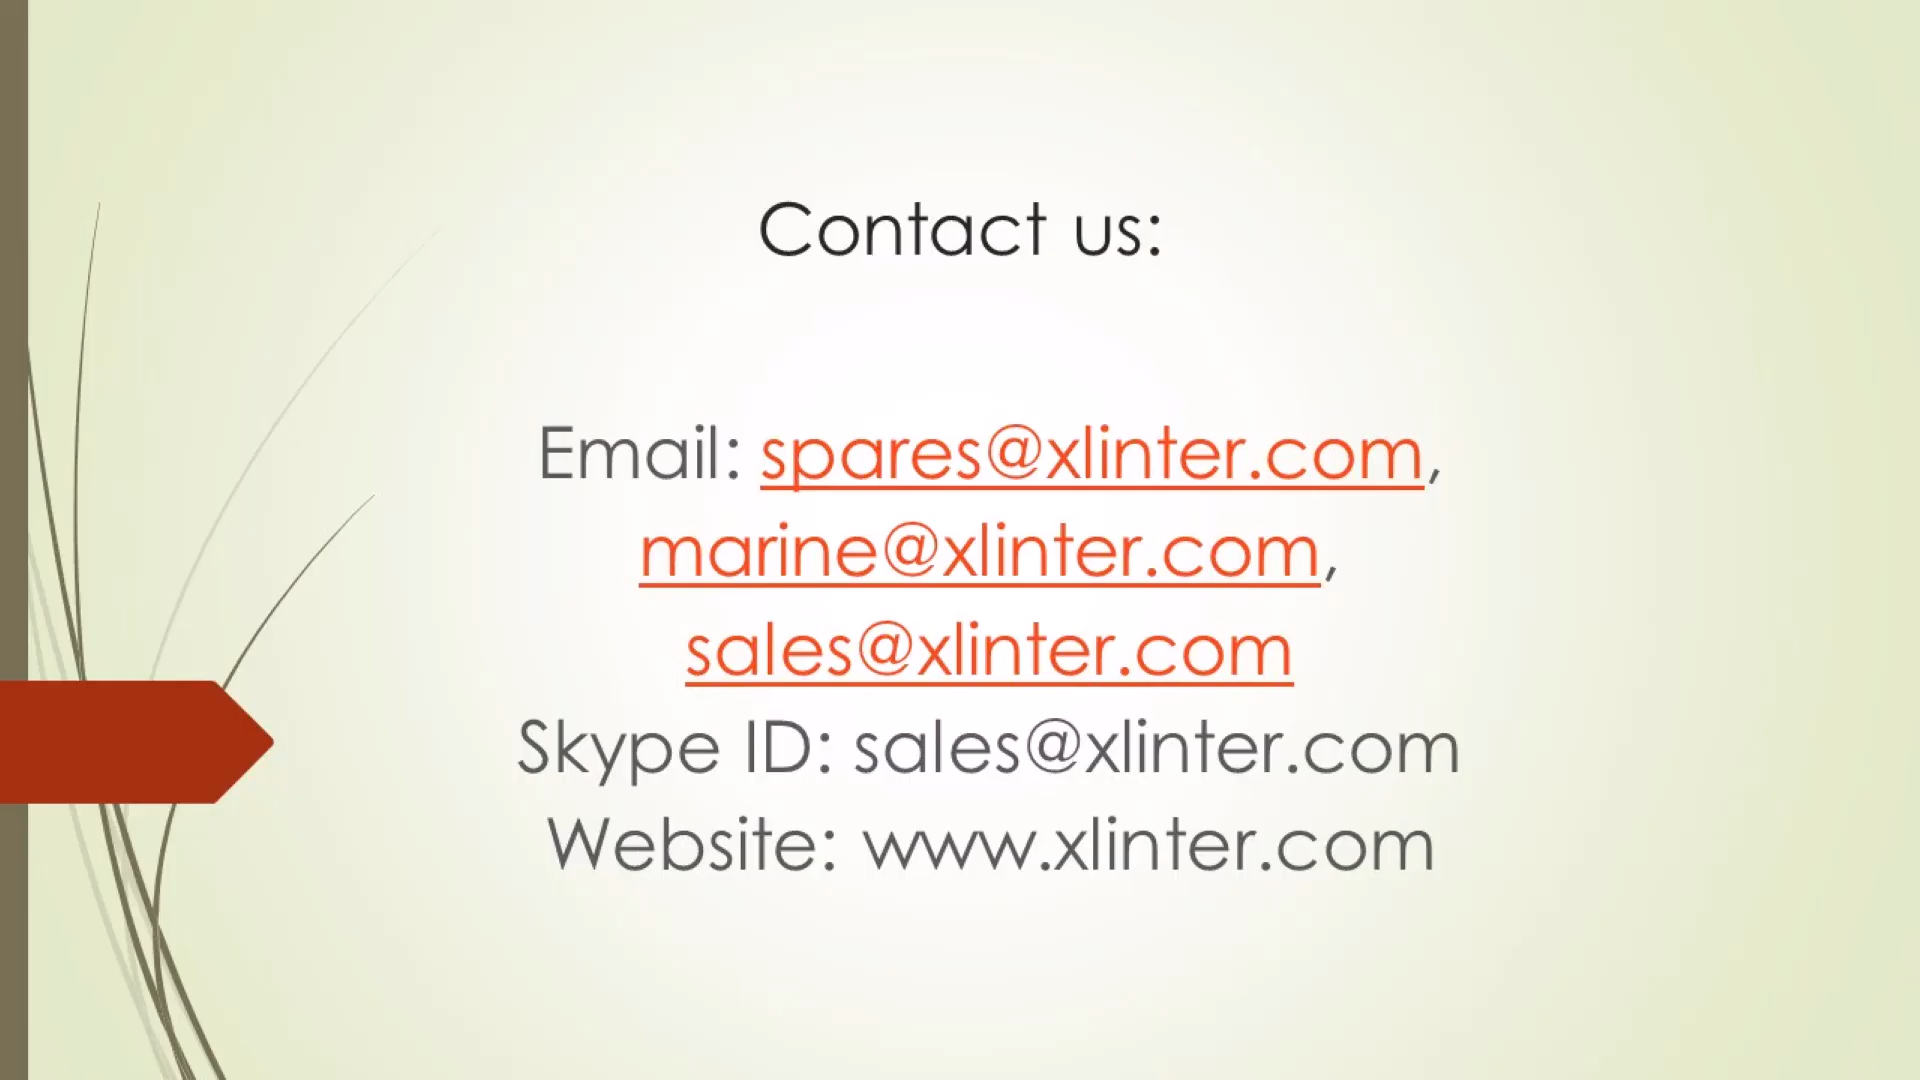 Contact us:
Email: spares@xlinter.com,
marine@xlinter.com,
sales@xlinter.com
Skype ID: sales@xlinter.com
Website: www.xlinter.com